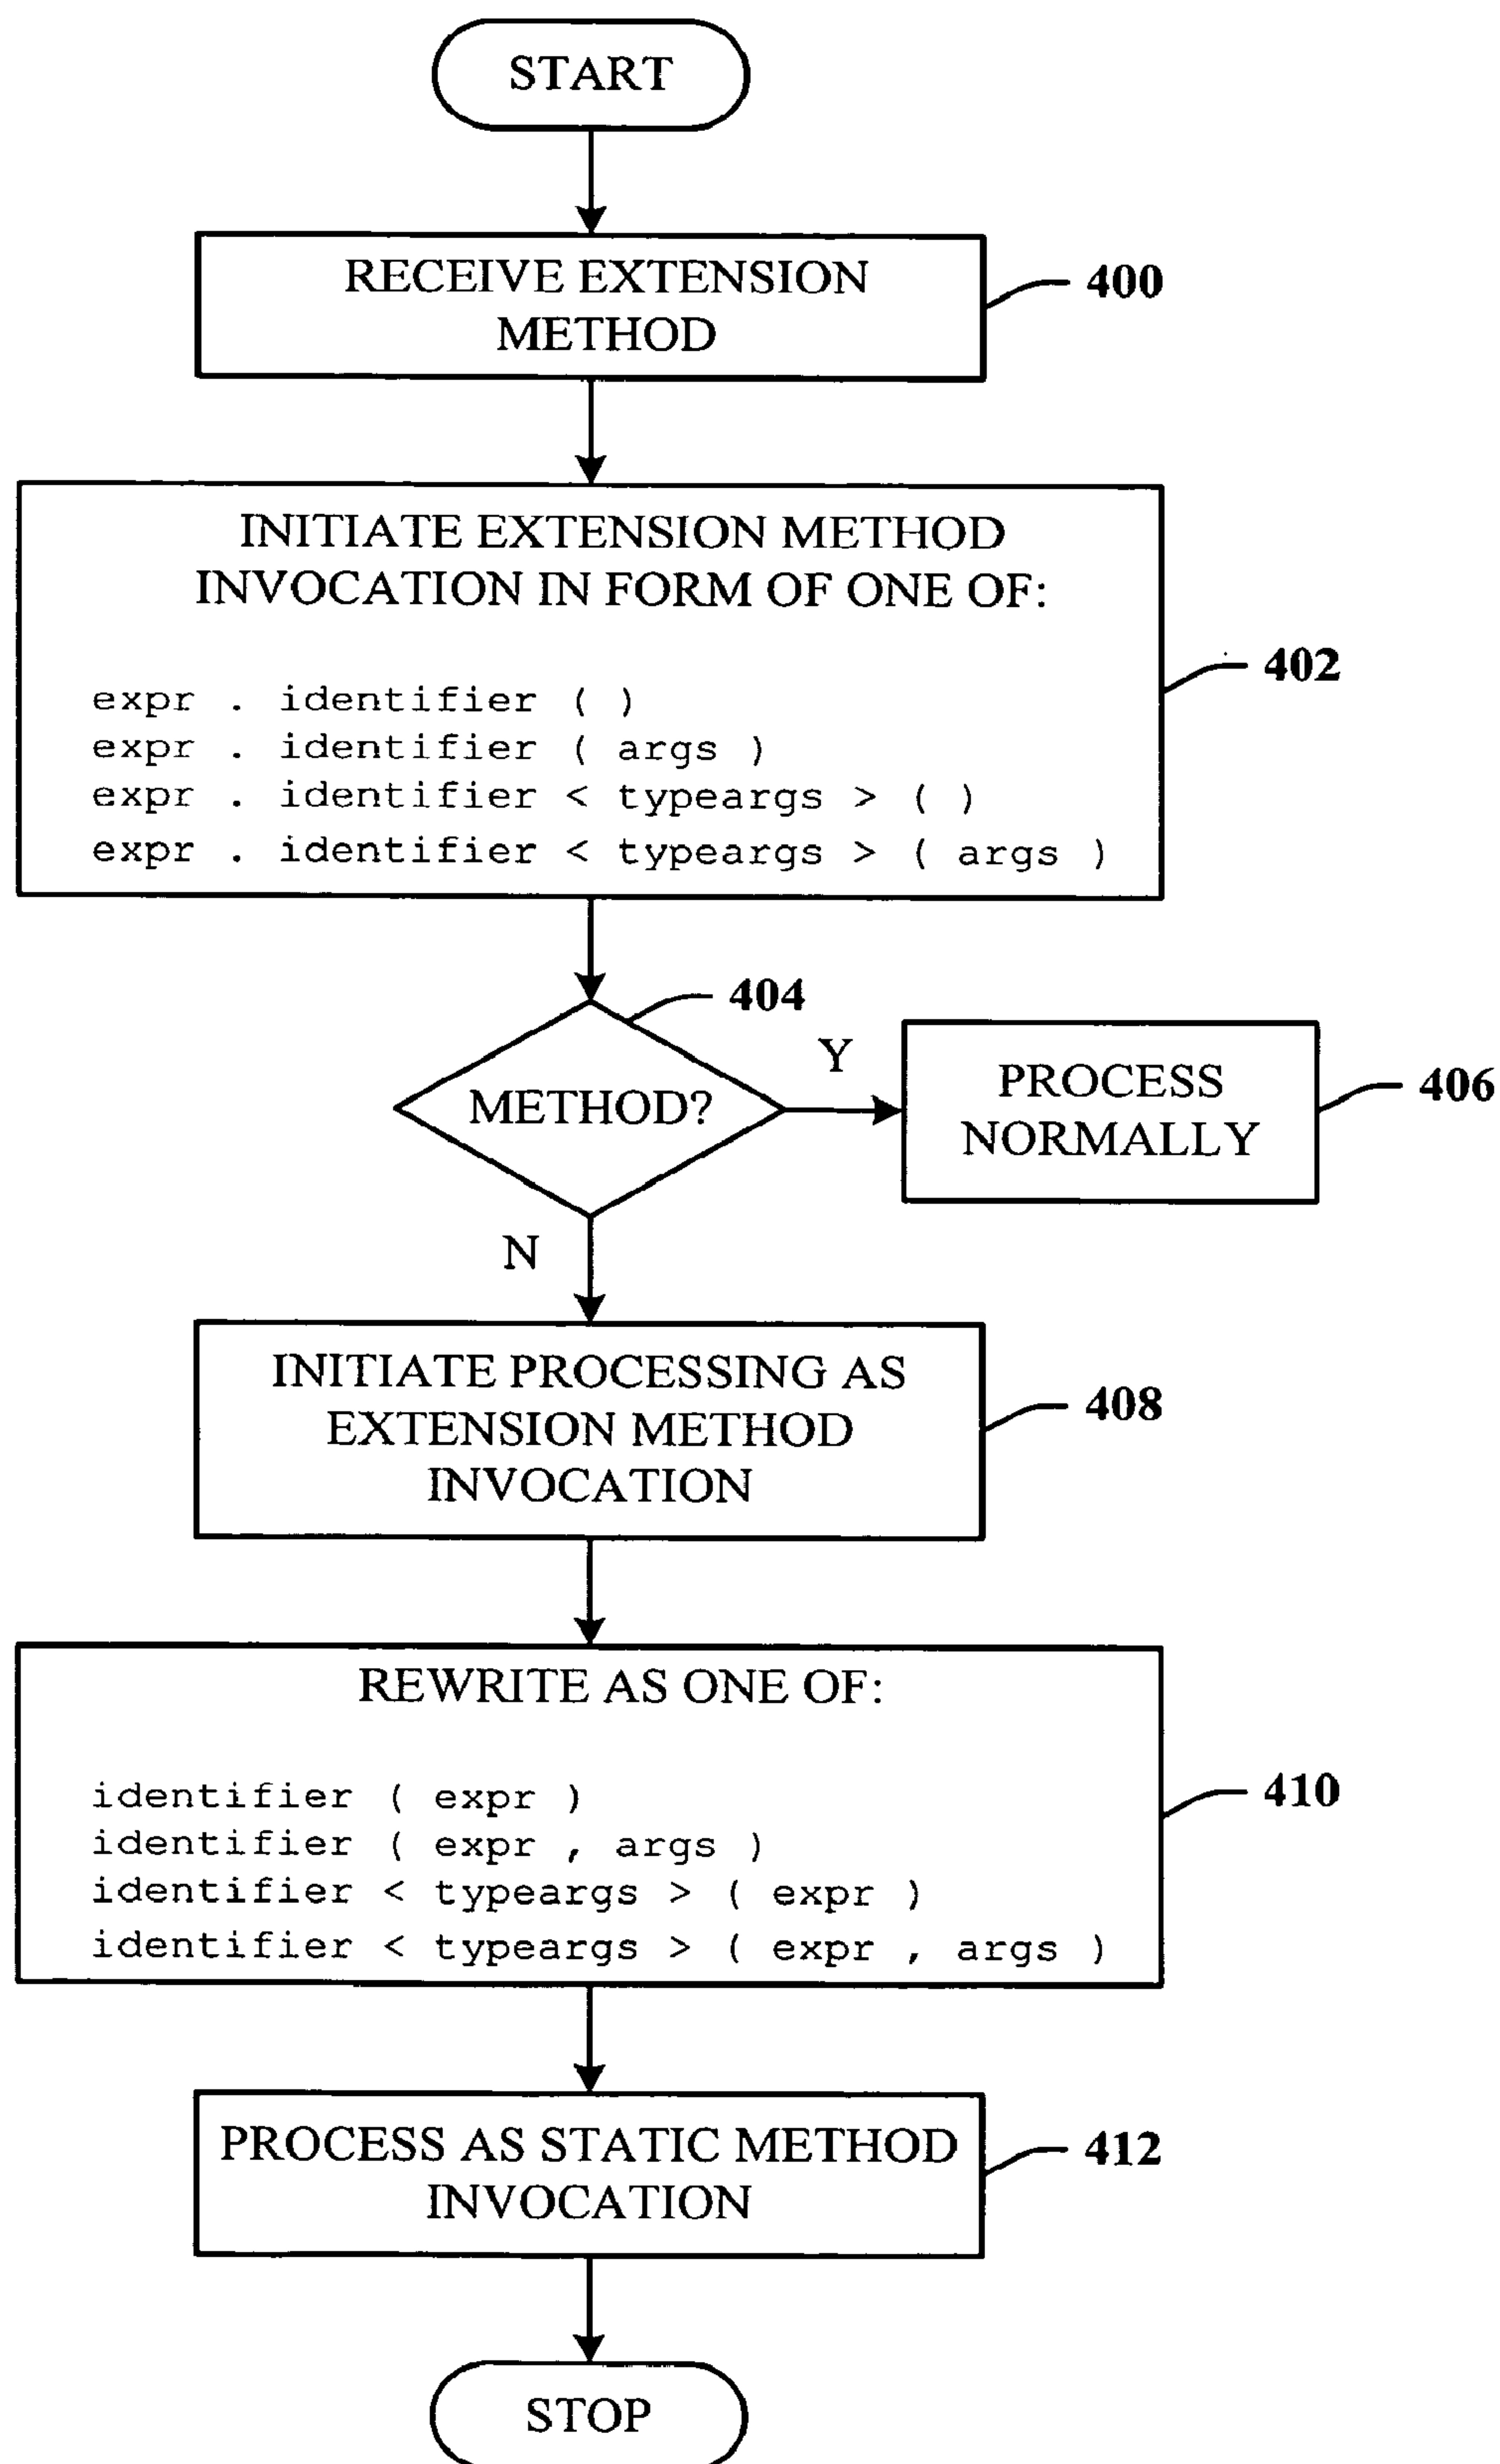 START
RECEIVE EXTENSION
METHOD
400
INITIATE EXTENSION METHOD
INVOCATION IN FORM OF ONE OF:
expr . identifier ( )
expr . identifier ( args )
expr . identifier < typeargs > ( )
expr . identifier < typeargs > ( args )
402
404
METHOD?
Y
PROCESS
NORMALLY
406
N
INITIATE PROCESSING AS
EXTENSION METHOD
INVOCATION
408
REWRITE AS ONE OF:
identifier ( expr )
identifier ( expr , args )
identifier < typeargs > ( expr )
identifier < typeargs > ( expr , args )
410
PROCESS AS STATIC METHOD
INVOCATION
412
STOP